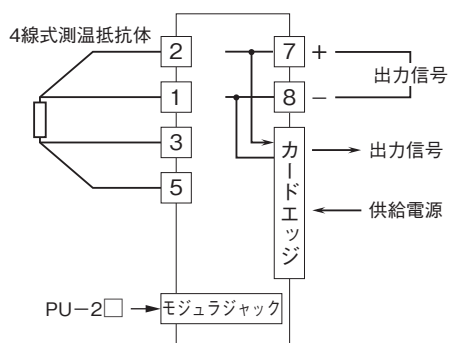 4線式測温抵抗体
2
1
3
5
7 +
8 −
出力信号
カードエッジ
出力信号
供給電源
PU−2□
モジュラジャック